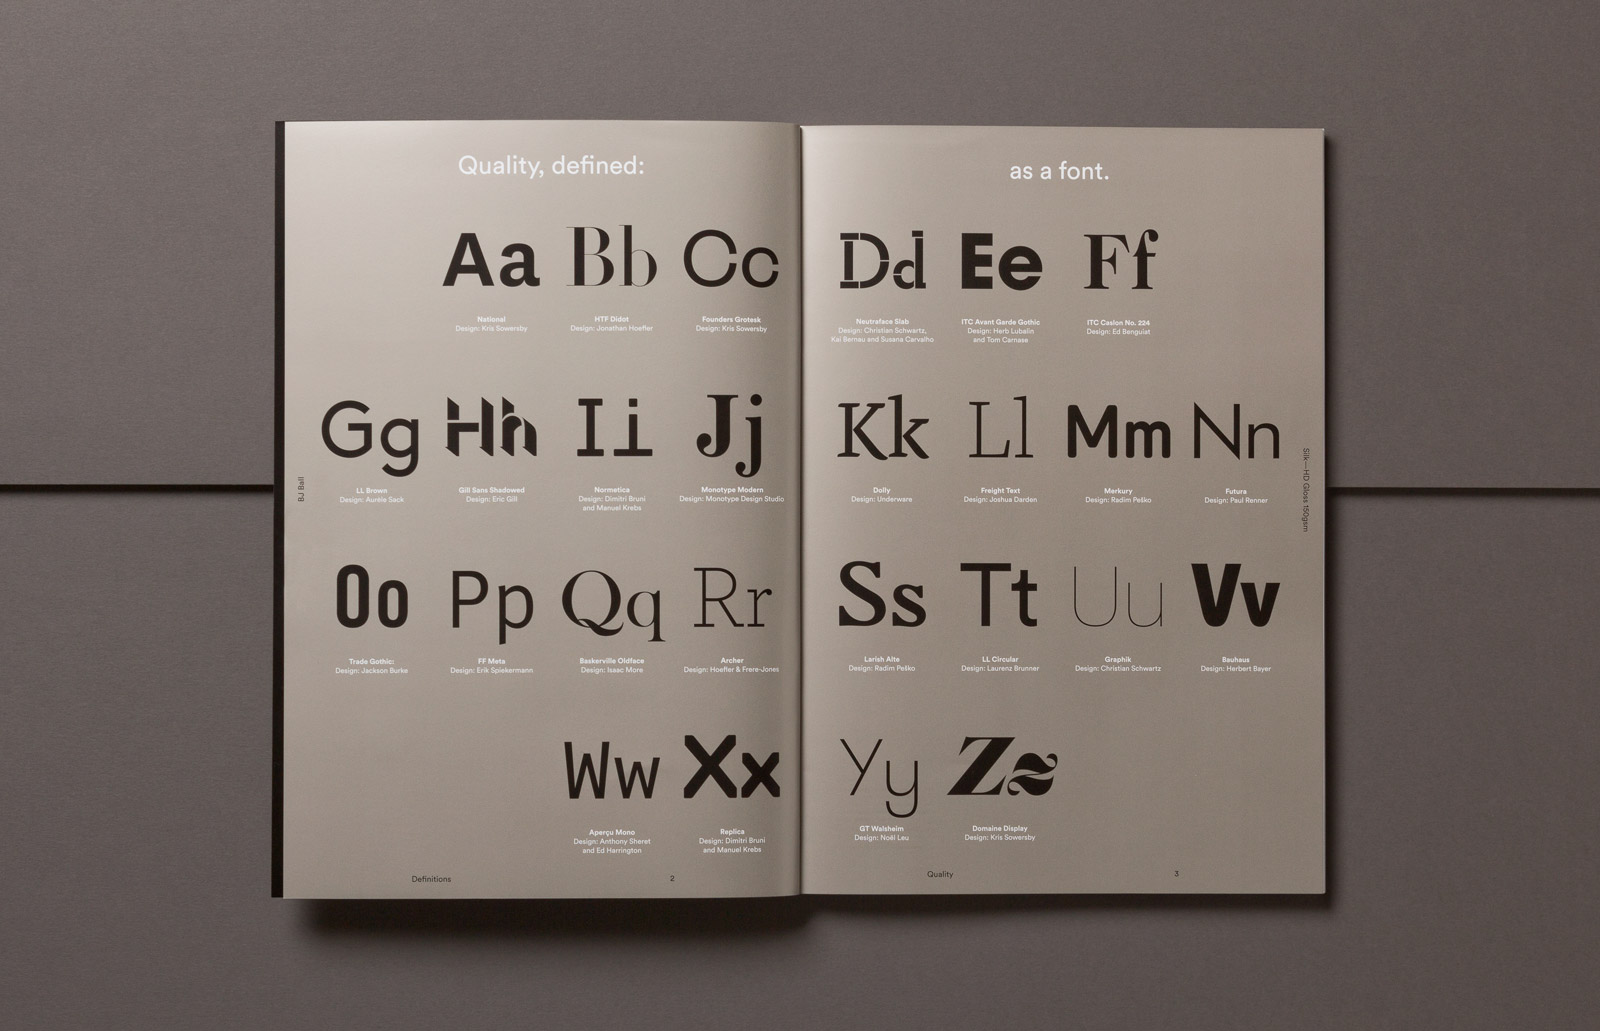 Quality, defined:
as a font.
Aa Bb Cc
Dd Ee Ff
National
Design: Kris Sowersby
HTF Didot
Design: Jonathan Hoefler
Founders Grotesk
Design: Kris Sowersby
Neutraface Slab
Design: Christian Schwartz,
Kai Bernau and Susana Carvalho
ITC Avant Garde Gothic
Design: Herb Lubalin
and Tom Carnase
ITC Caslon No. 224
Design: Ed Benguiat
Gg Hh Ii Jj
Kk Ll Mm Nn
BJ Ball
LL Brown
Design: Aurèle Sack
Gill Sans Shadowed
Design: Eric Gill
Normetica
Design: Dimitri Bruni
and Manuel Krebs
Monotype Modern
Design: Monotype Design Studio
Dolly
Design: Underware
Freight Text
Design: Joshua Darden
Merkury
Design: Radim Peško
Futura
Design: Paul Renner
Silk—HD Gloss 150gsm
Oo Pp Qq Rr
Ss Tt Uu Vv
Trade Gothic:
Design: Jackson Burke
FF Meta
Design: Erik Spiekermann
Baskerville Oldface
Design: Isaac More
Archer
Design: Hoefler & Frere-Jones
Larish Alte
Design: Radim Peško
LL Circular
Design: Laurenz Brunner
Graphik
Design: Christian Schwartz
Bauhaus
Design: Herbert Bayer
Ww Xx
Yy Zz
Aperçu Mono
Design: Anthony Sheret
and Ed Harrington
Replica
Design: Dimitri Bruni
and Manuel Krebs
GT Walsheim
Design: Noël Leu
Domaine Display
Design: Kris Sowersby
Definitions
2
Quality
3